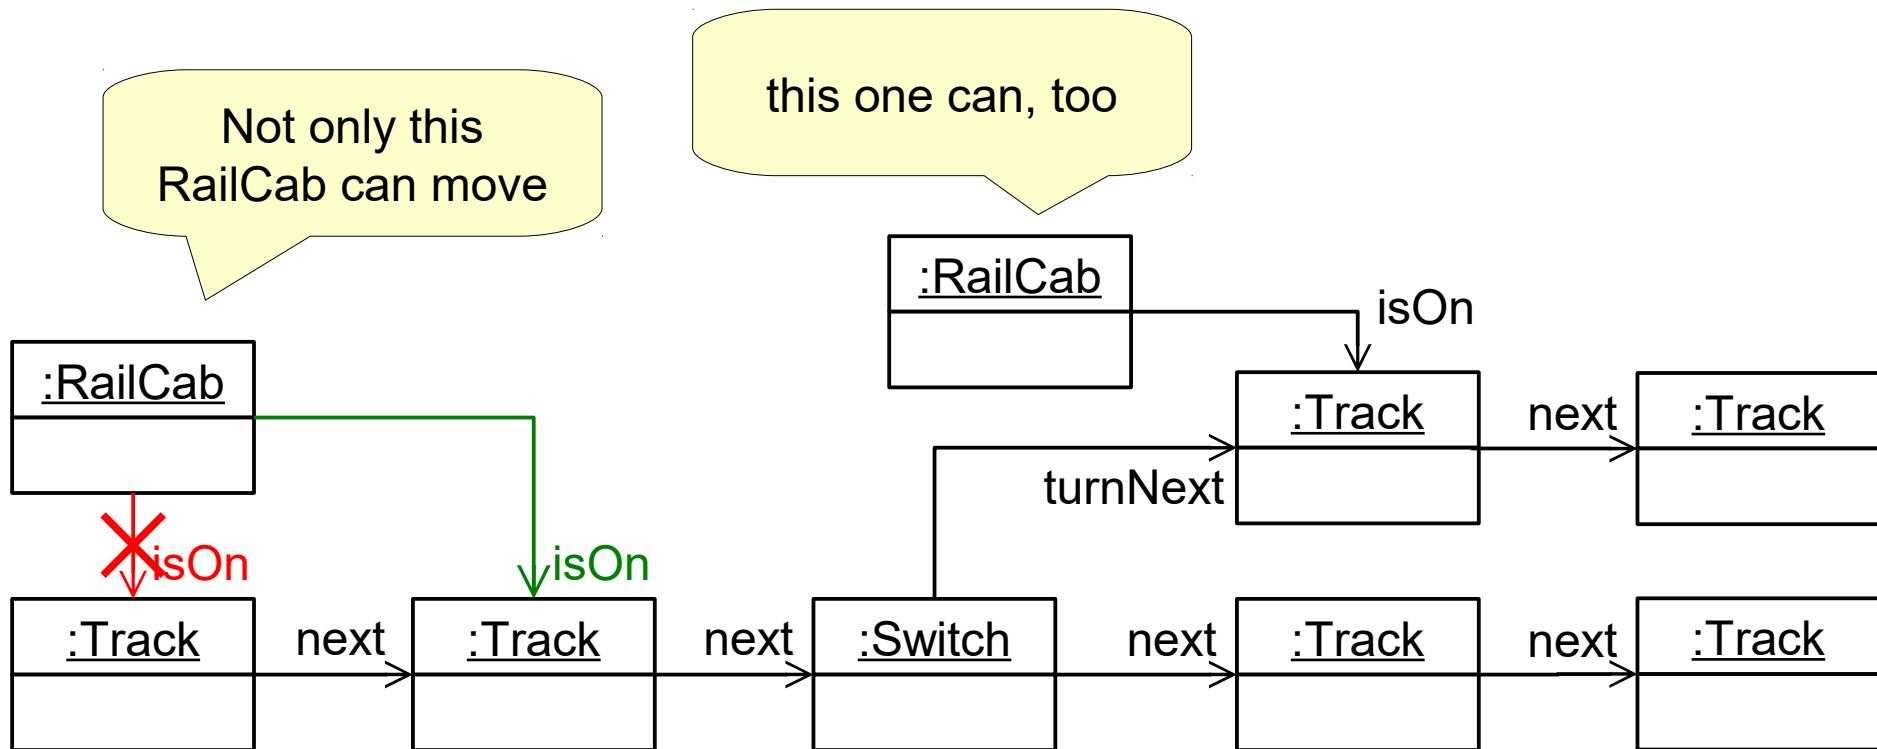 Not only this
RailCab can move
this one can, too
:RailCab
isOn
:RailCab
:Track
next
:Track
turnNext
isOn
isOn
:Track
next
:Track
next
:Switch
next
:Track
next
:Track